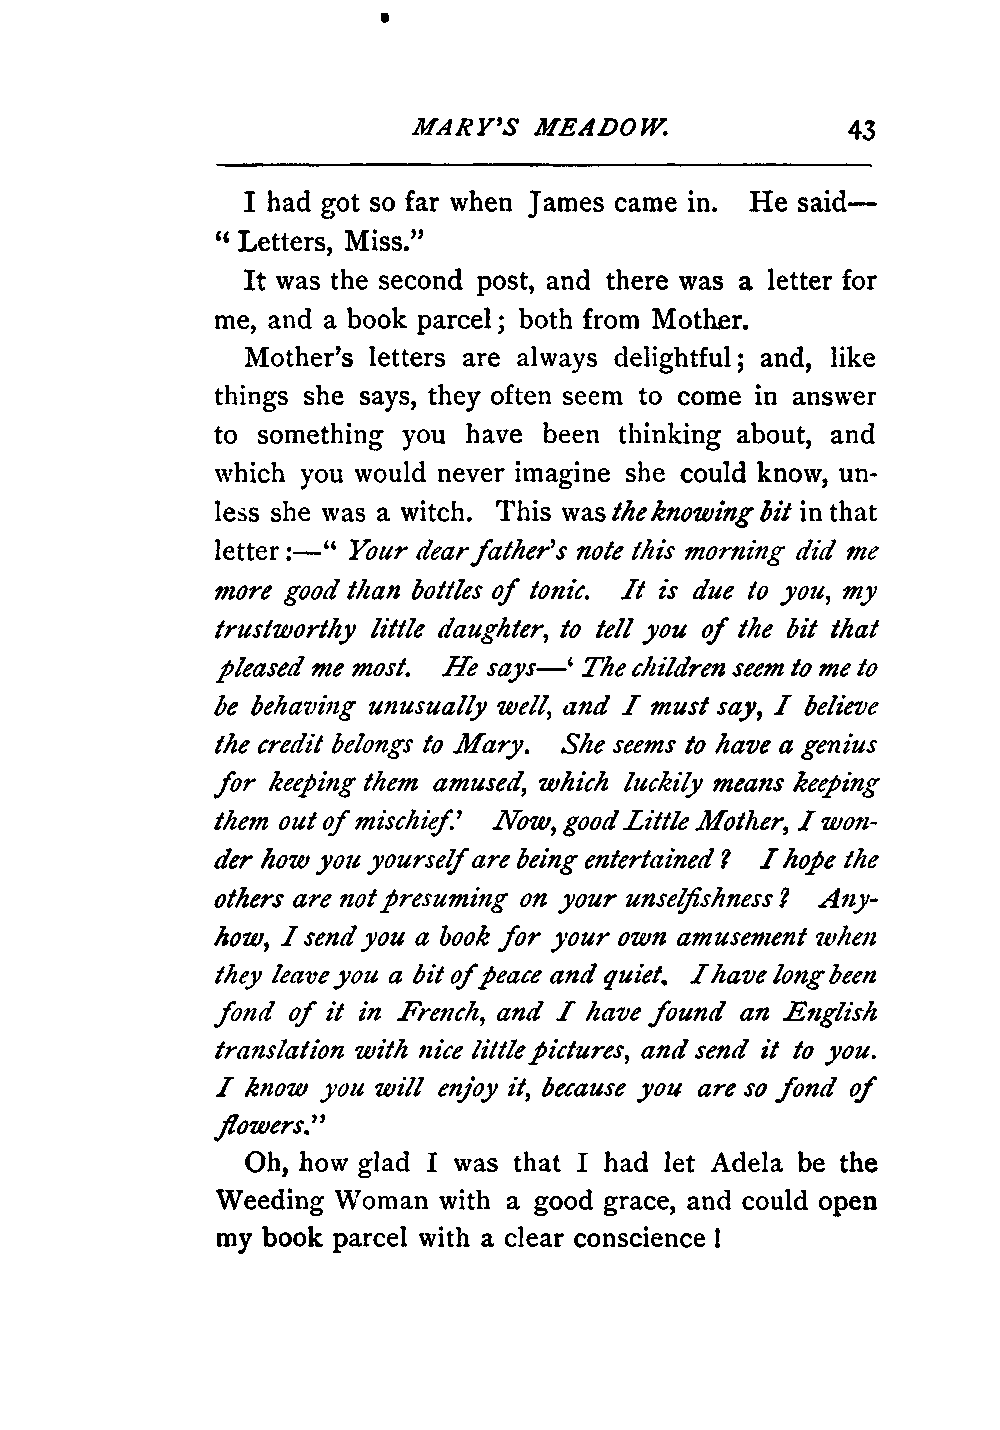 MARY'S MEADOW. 43
I had got so far when James came in. He said—
“Letters, Miss.”
It was the second post, and there was a letter for
me, and a book parcel; both from Mother.
Mother's letters are always delightful; and, like
things she says, they often seem to come in answer
to something you have been thinking about, and
which you would never imagine she could know, un-
less she was a witch. This was the knowing bit in that
letter:—“Your dear father's note this morning did me
more good than bottles of tonic. It is due to you, my
trustworthy little daughter, to tell you of the bit that
pleased me most. He says—‘The children seem to me to
be behaving unusually well, and I must say, I believe
the credit belongs to Mary. She seems to have a genius
for keeping them amused, which luckily means keeping
them out of mischief.’ Now, good Little Mother, I won-
der how you yourself are being entertained? I hope the
others are not presuming on your unselfishness? Any-
how, I send you a book for your own amusement when
they leave you a bit of peace and quiet. I have long been
fond of it in French, and I have found an English
translation with nice little pictures, and send it to you.
I know you will enjoy it, because you are so fond of
flowers.”
Oh, how glad I was that I had let Adela be the
Weeding Woman with a good grace, and could open
my book parcel with a clear conscience!